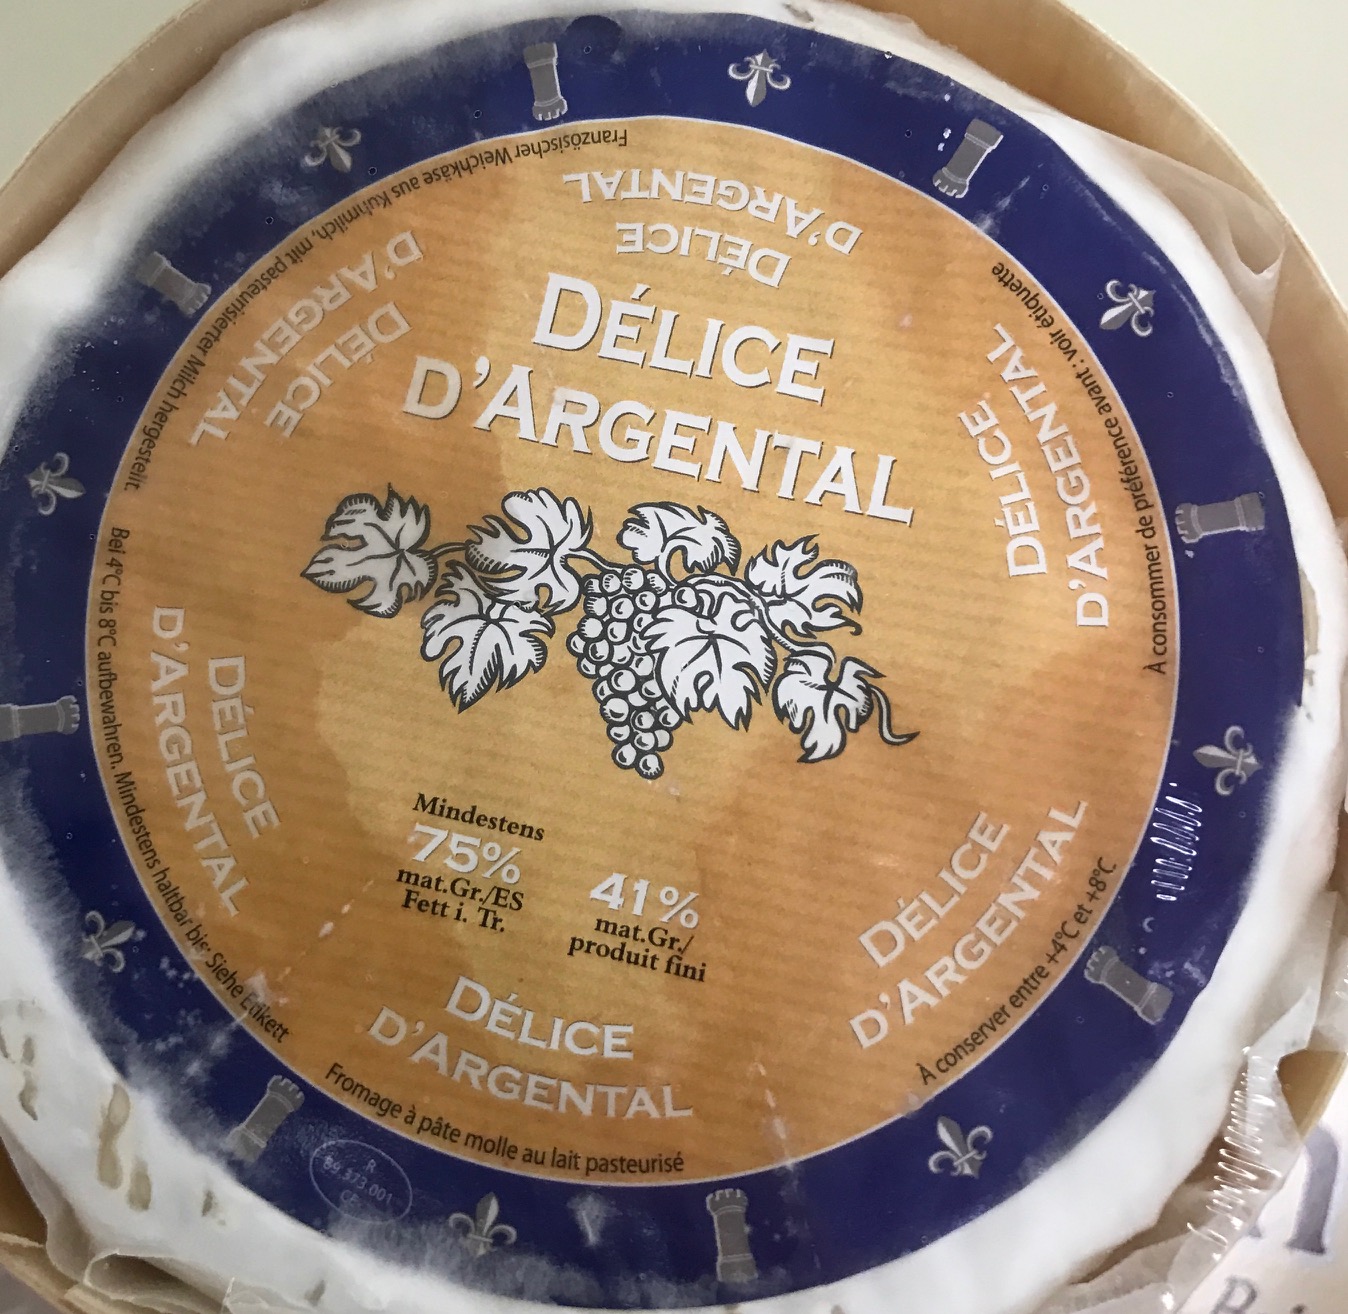 DÉLICE
D'ARGENTAL
Mindestens
75%
mat.Gr./ES
Fett i. Tr.
41%
mat.Gr./
produit fini
DÉLICE
D'ARGENTAL
DÉLICE
D'ARGENTAL
DÉLICE
D'ARGENTAL
DÉLICE
D'ARGENTAL
DÉLICE
D'ARGENTAL
DÉLICE
D'ARGENTAL
Französischer Weichkäse aus Kuhmilch, mit pasteurisierter Milch hergestellt.
Bei 4°C bis 8°C aufbewahren. Mindestens haltbar bis: Siehe Etikett
Fromage à pâte molle au lait pasteurisé
À conserver entre +4°C et +8°C.
À consommer de préférence avant : voir étiquette